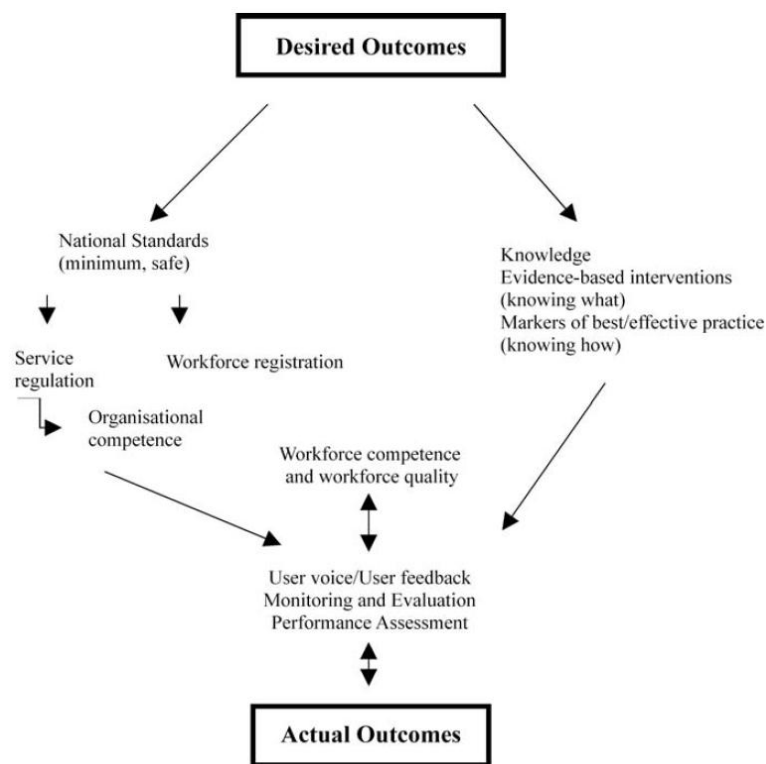 Desired Outcomes
National Standards
(minimum, safe)
Knowledge
Evidence-based interventions
(knowing what)
Markers of best/effective practice
(knowing how)
Service
regulation
Workforce registration
Organisational
competence
Workforce competence
and workforce quality
User voice/User feedback
Monitoring and Evaluation
Performance Assessment
Actual Outcomes